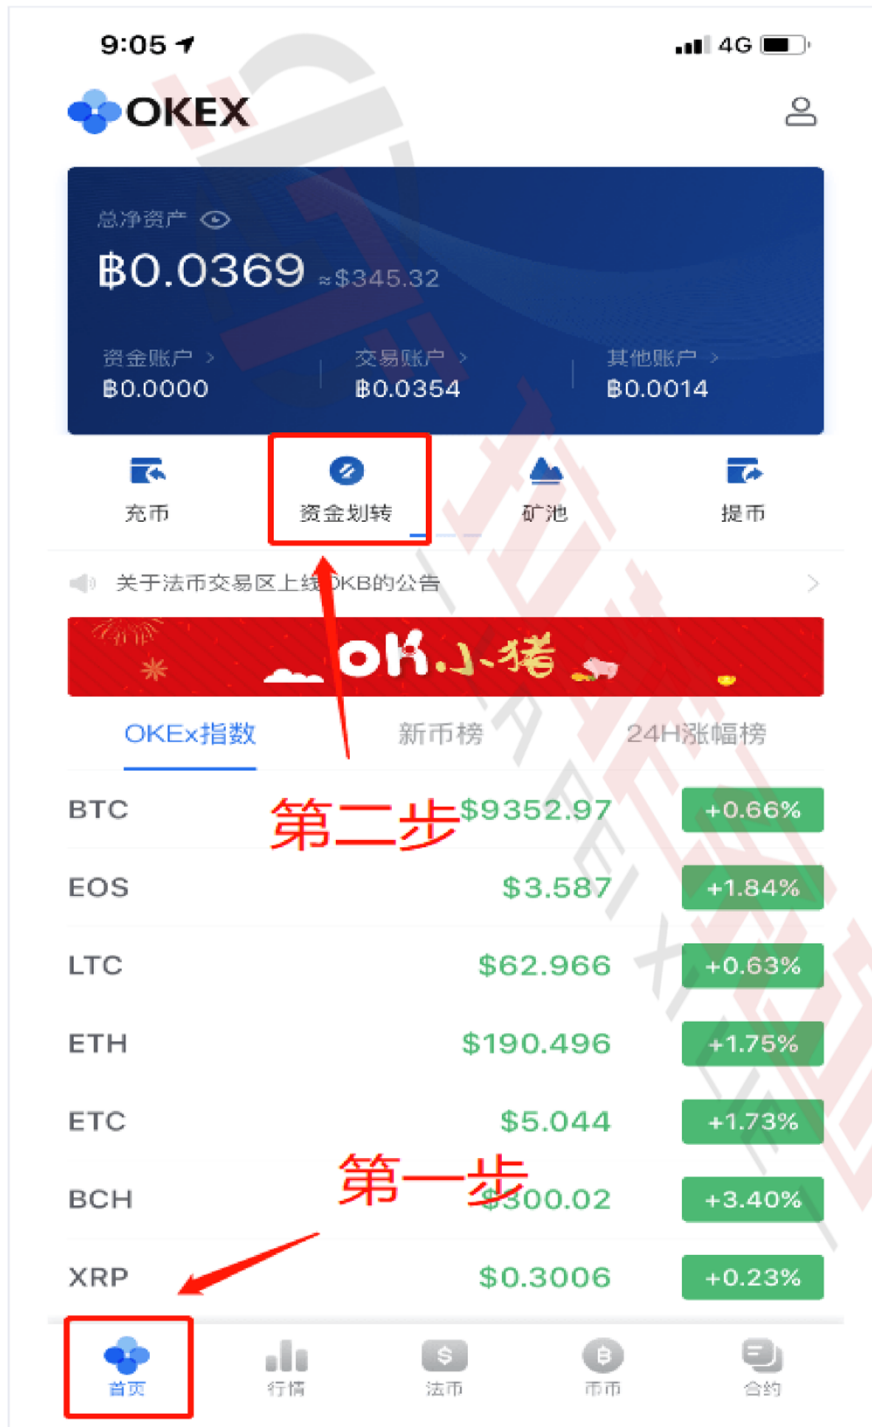 9:05 4G
OKEX
总净资产
฿0.0369 ≈$345.32
资金账户 > 交易账户 > 其他账户 >
฿0.0000 ฿0.0354 ฿0.0014
充币 资金划转 矿池 提币
关于法币交易区上线OKB的公告
OK.小猪
OKEx指数 新币榜 24H涨幅榜
BTC $9352.97 +0.66%
第二步
EOS $3.587 +1.84%
LTC $62.966 +0.63%
ETH $190.496 +1.75%
ETC $5.044 +1.73%
第一步
BCH $300.02 +3.40%
XRP $0.3006 +0.23%
首页 行情 法币 币币 合约